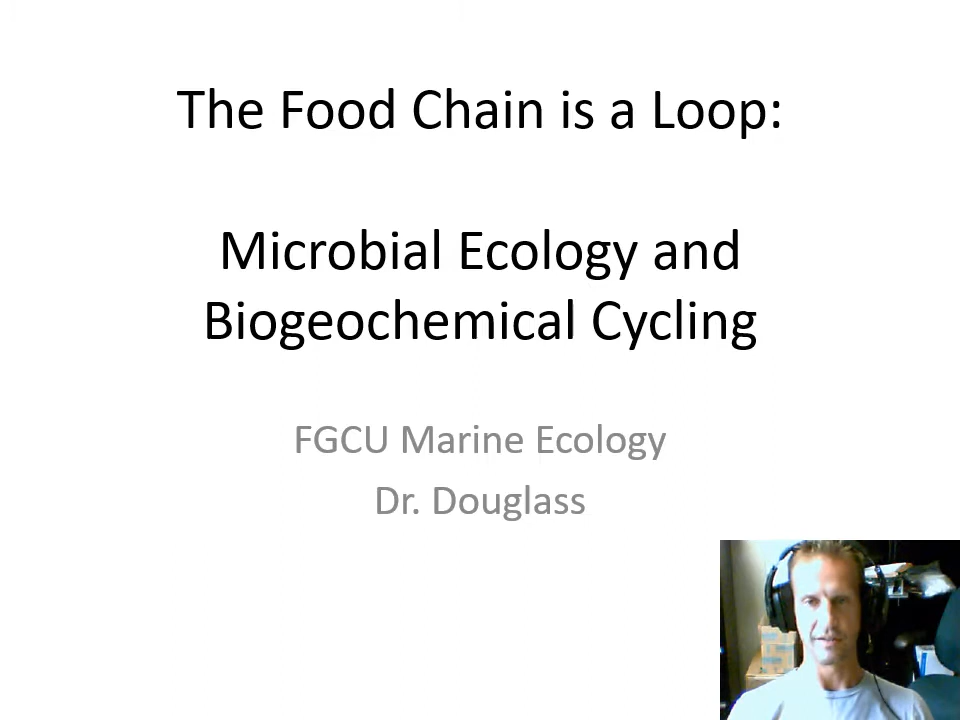 The Food Chain is a Loop:
Microbial Ecology and
Biogeochemical Cycling
FGCU Marine Ecology
Dr. Douglass